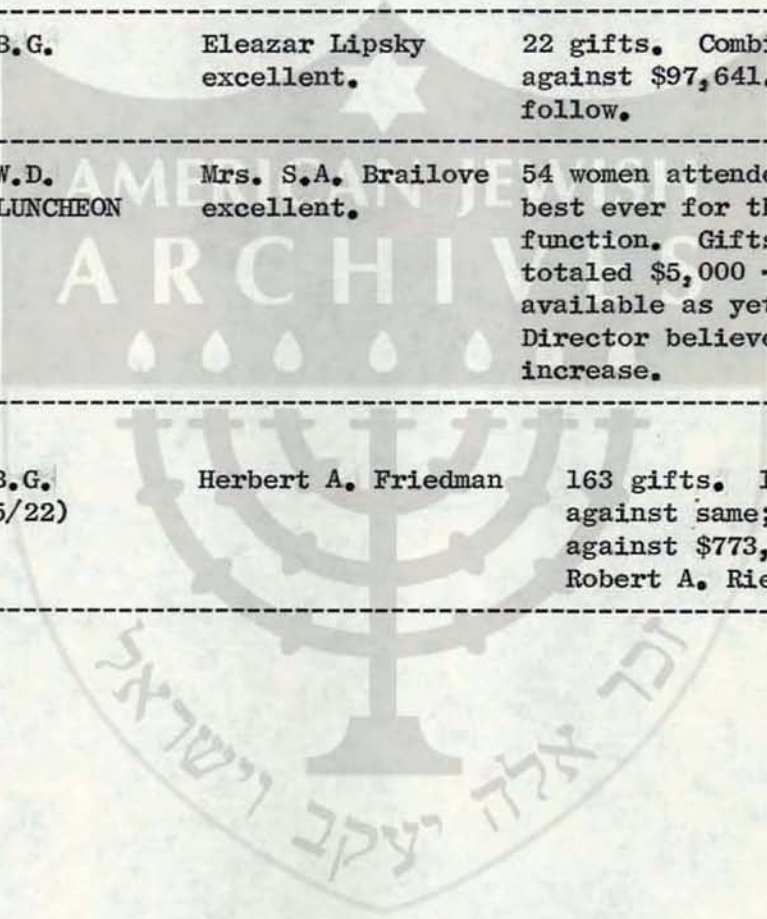 B.G. Eleazar Lipsky 22 gifts. Combi
excellent. against $97,641.
follow.
W.D. Mrs. S.A. Brailove 54 women attende
LUNCHEON excellent. best ever for th
function. Gifts
totaled $5,000 -
available as yet
Director believe
increase.
B.G. Herbert A. Friedman 163 gifts. I
5/22) against same;
against $773,
Robert A. Rie
AMERICAN JEWISH
ARCHIVES
זכר אלה יעקב וישראל